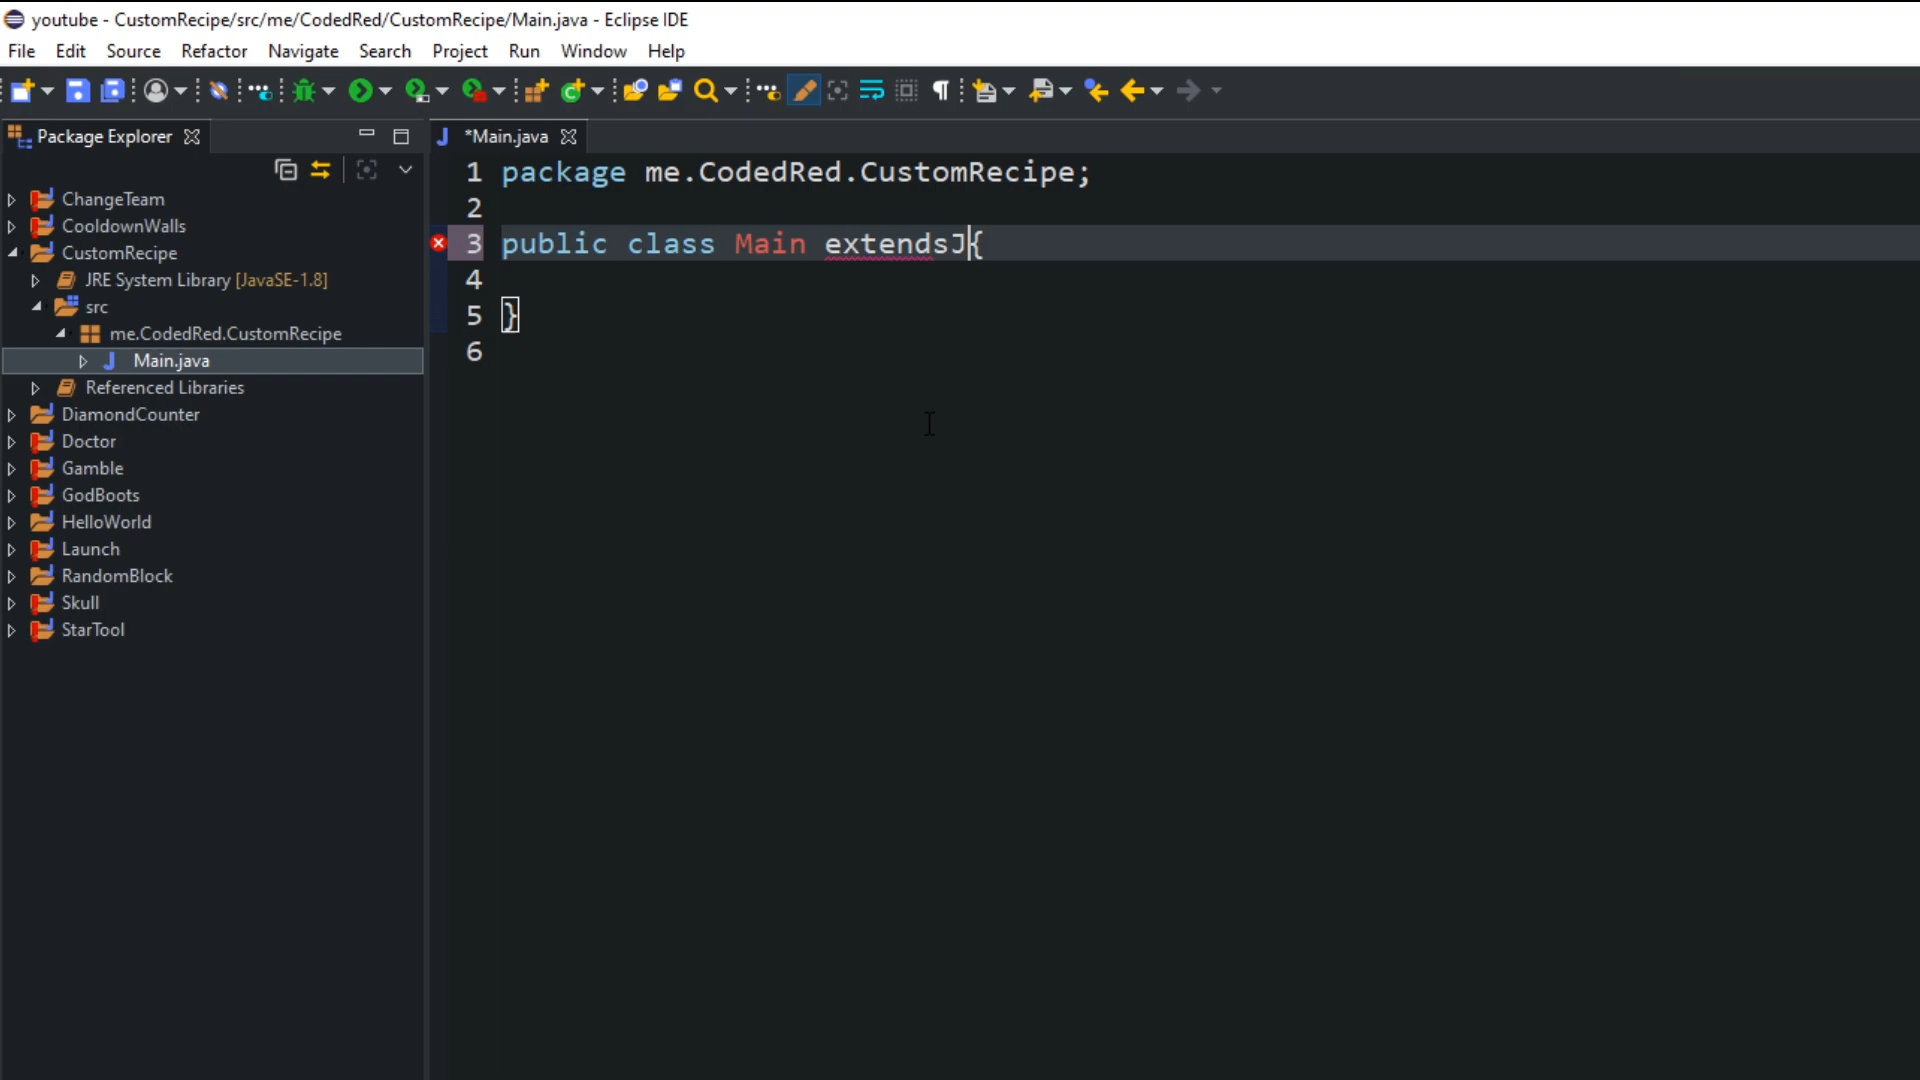 youtube - CustomRecipe/src/me/CodedRed/CustomRecipe/Main.java - Eclipse IDE
File Edit Source Refactor Navigate Search Project Run Window Help
Package Explorer
*Main.java
ChangeTeam
CooldownWalls
CustomRecipe
JRE System Library [JavaSE-1.8]
src
me.CodedRed.CustomRecipe
Main.java
Referenced Libraries
DiamondCounter
Doctor
Gamble
GodBoots
HelloWorld
Launch
RandomBlock
Skull
StarTool
1 package me.CodedRed.CustomRecipe;
2
3 public class Main extendsJ{
4
5 }
6